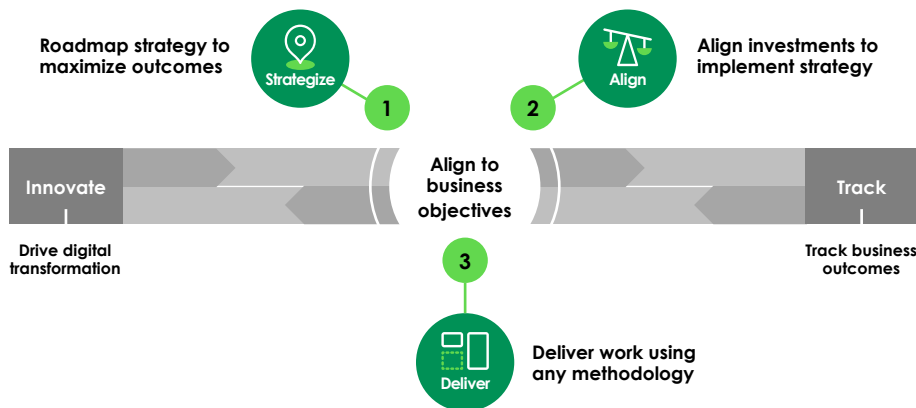 Roadmap strategy to
maximize outcomes
Strategize
1
Align
2
Align investments to
implement strategy
Innovate
Drive digital
transformation
Align to
business
objectives
Track
Track business
outcomes
3
Deliver
Deliver work using
any methodology